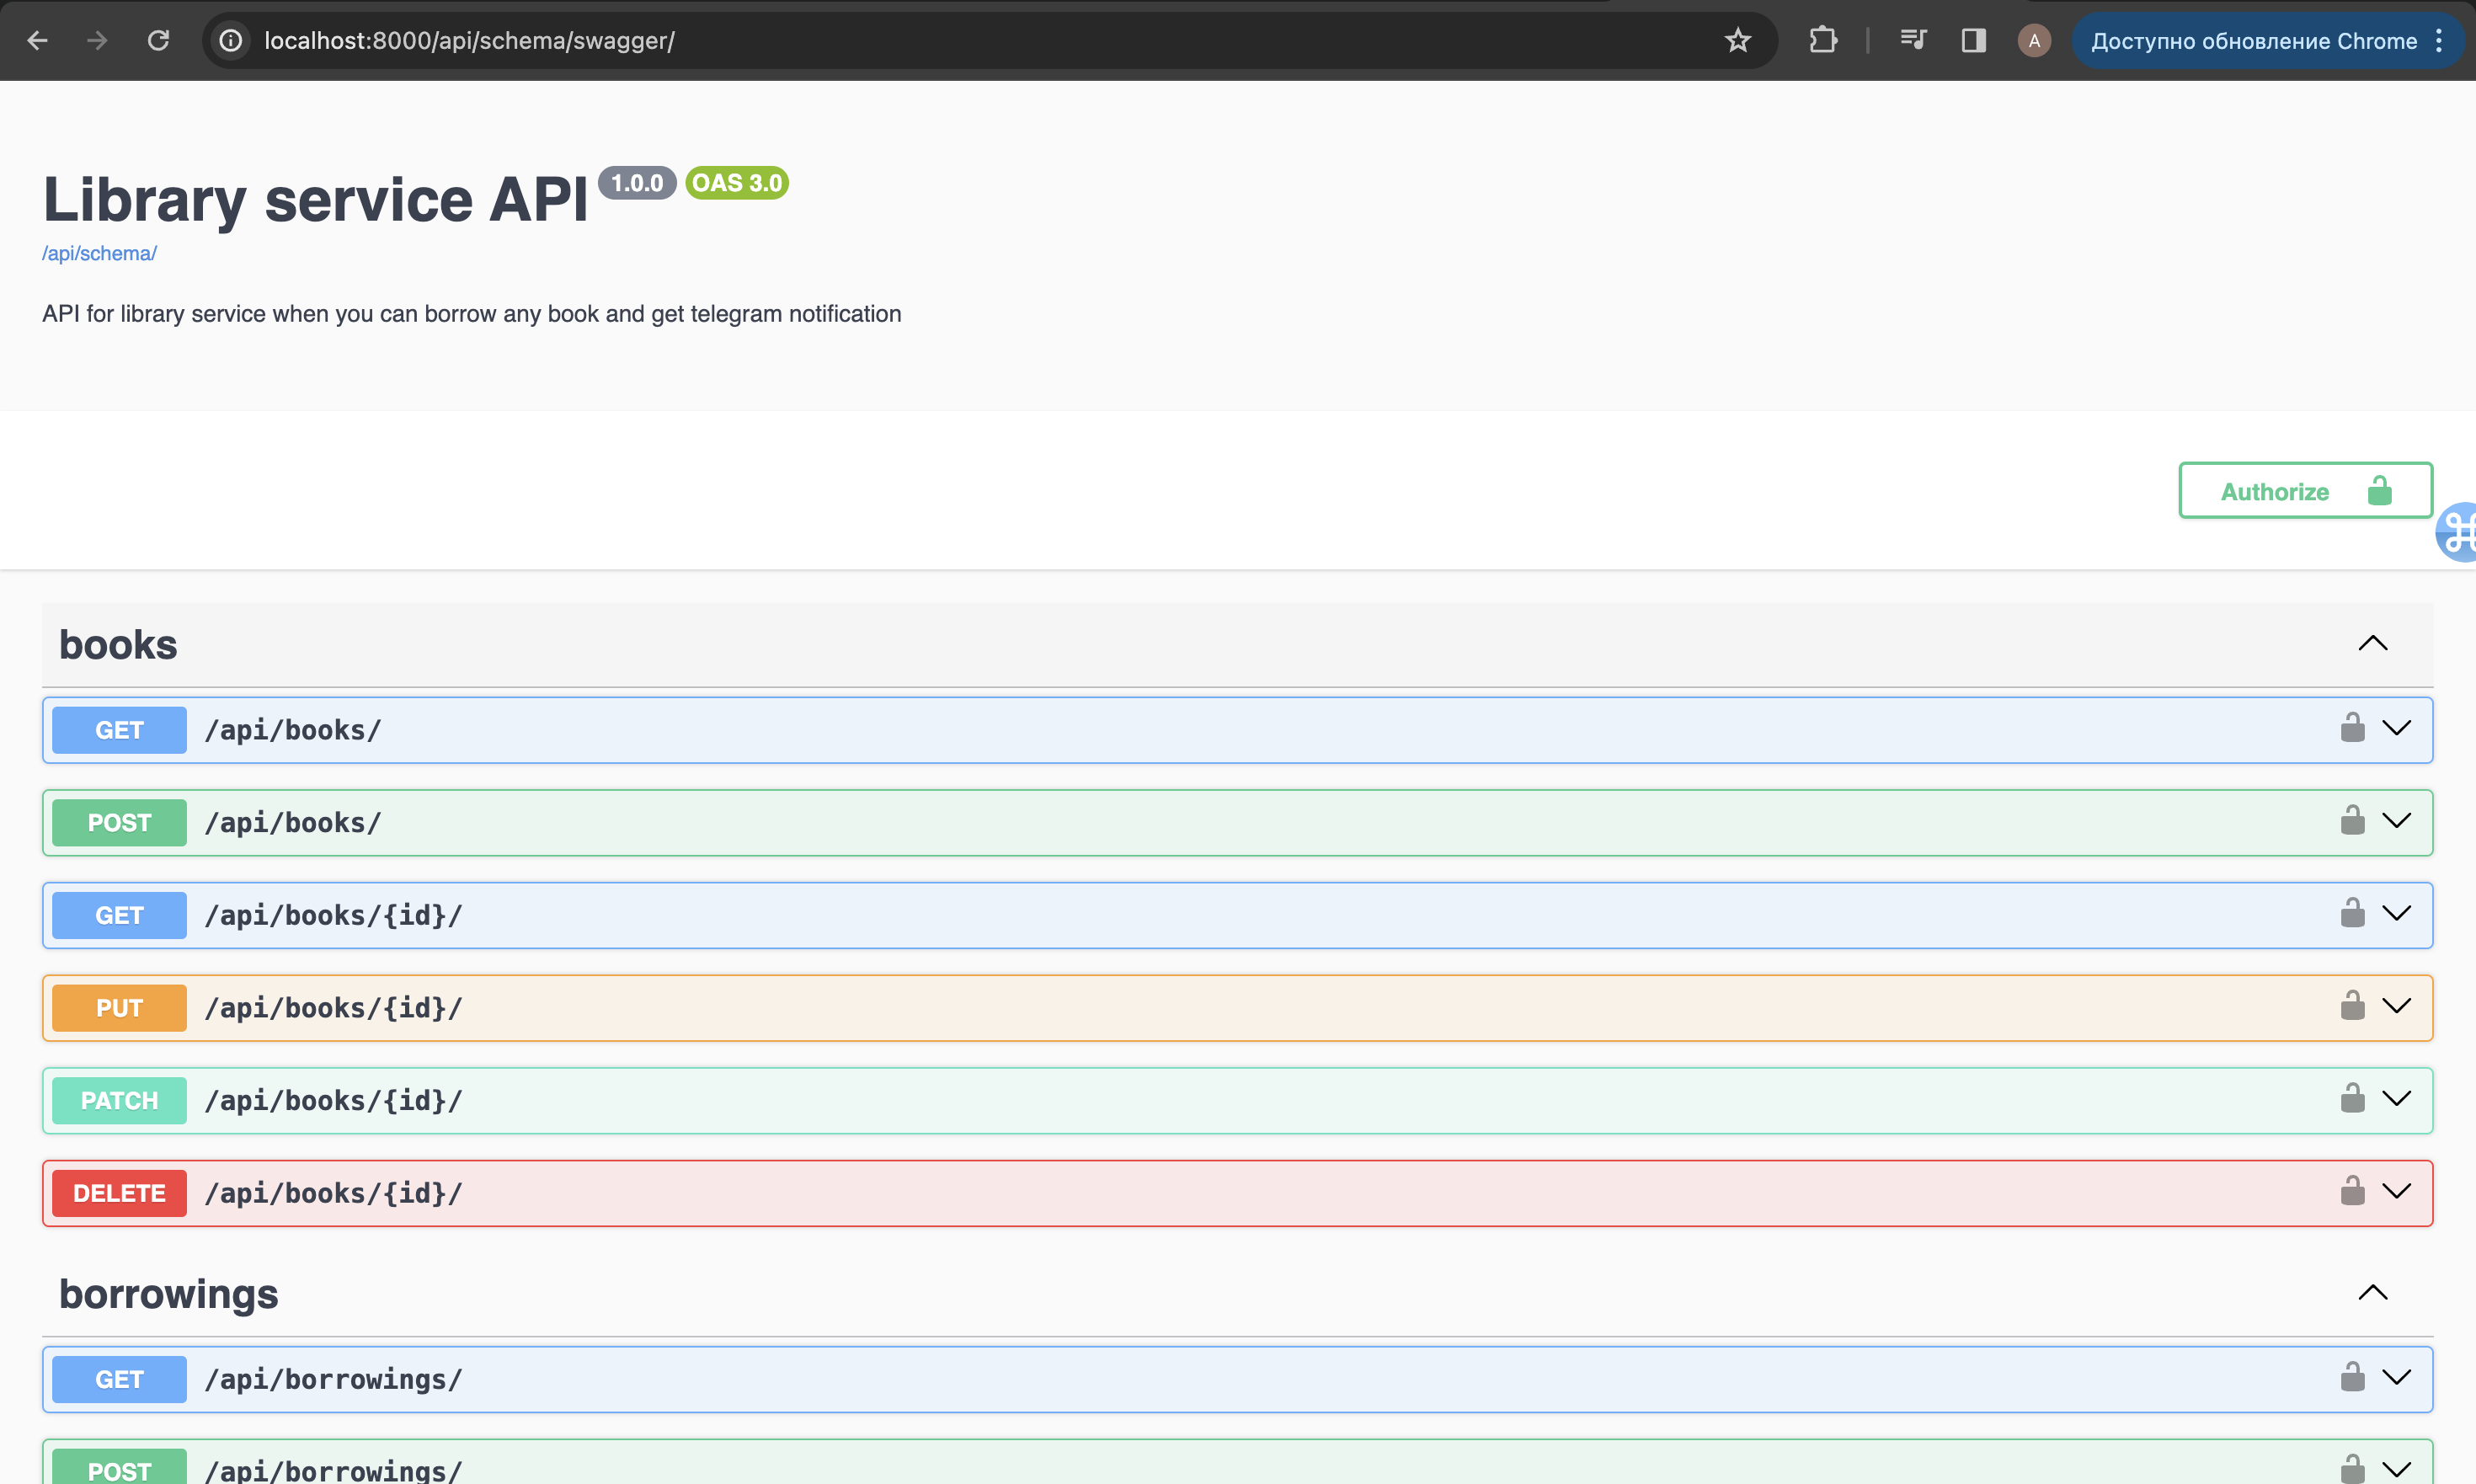 localhost:8000/api/schema/swagger/
A
Доступно обновление Chrome
Library service API 1.0.0 OAS 3.0
/api/schema/
API for library service when you can borrow any book and get telegram notification
Authorize
books
GET /api/books/
POST /api/books/
GET /api/books/{id}/
PUT /api/books/{id}/
PATCH /api/books/{id}/
DELETE /api/books/{id}/
borrowings
GET /api/borrowings/
POST /api/borrowings/